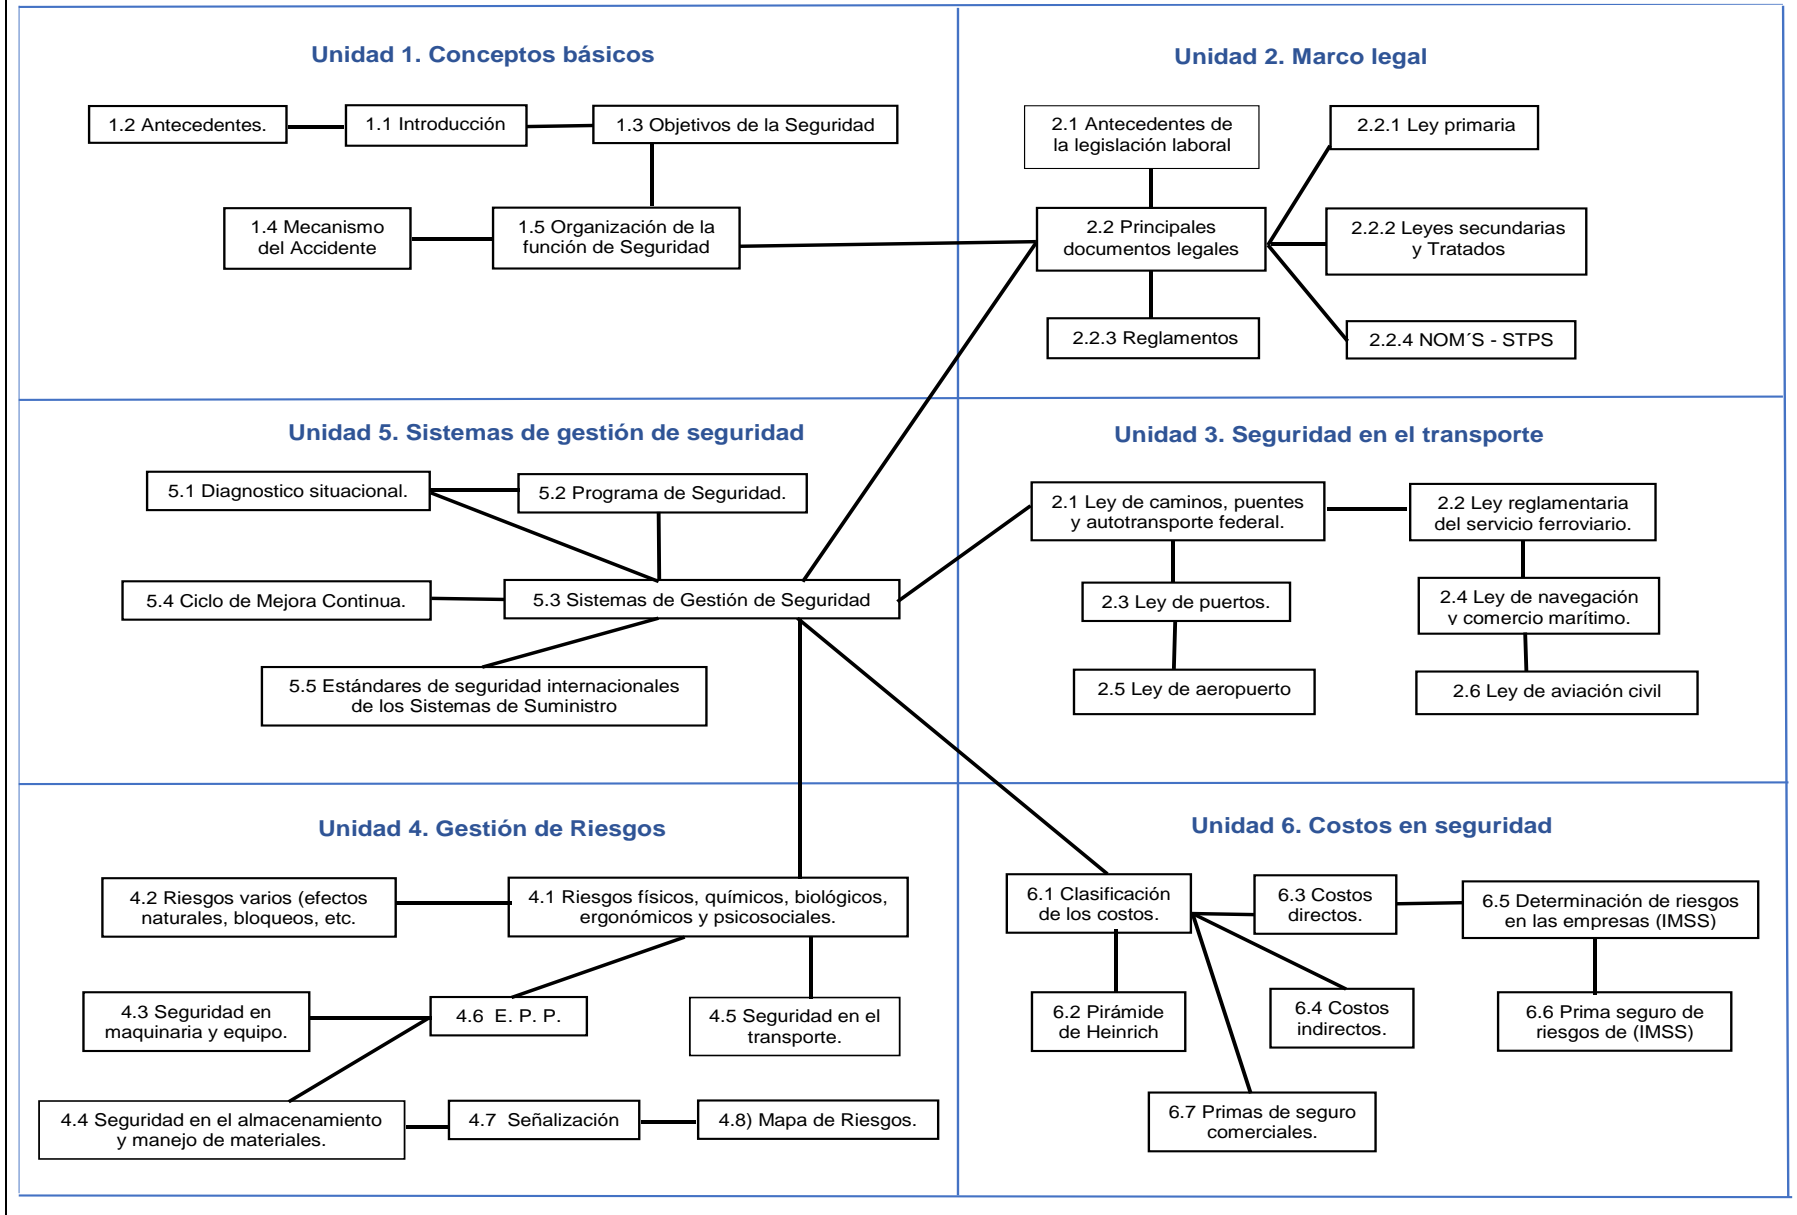 Unidad 1. Conceptos básicos
1.2 Antecedentes.
1.1 Introducción
1.3 Objetivos de la Seguridad
1.4 Mecanismo
del Accidente
1.5 Organización de la
función de Seguridad
Unidad 2. Marco legal
2.1 Antecedentes de
la legislación laboral
2.2.1 Ley primaria
2.2 Principales
documentos legales
2.2.2 Leyes secundarias
y Tratados
2.2.3 Reglamentos
2.2.4 NOM´S - STPS
Unidad 5. Sistemas de gestión de seguridad
5.1 Diagnostico situacional.
5.2 Programa de Seguridad.
5.4 Ciclo de Mejora Continua.
5.3 Sistemas de Gestión de Seguridad
5.5 Estándares de seguridad internacionales
de los Sistemas de Suministro
Unidad 3. Seguridad en el transporte
2.1 Ley de caminos, puentes
y autotransporte federal.
2.2 Ley reglamentaria
del servicio ferroviario.
2.3 Ley de puertos.
2.4 Ley de navegación
y comercio marítimo.
2.5 Ley de aeropuerto
2.6 Ley de aviación civil
Unidad 4. Gestión de Riesgos
4.2 Riesgos varios (efectos
naturales, bloqueos, etc.
4.1 Riesgos físicos, químicos, biológicos,
ergonómicos y psicosociales.
4.3 Seguridad en
maquinaria y equipo.
4.6 E. P. P.
4.5 Seguridad en el
transporte.
4.4 Seguridad en el almacenamiento
y manejo de materiales.
4.7 Señalización
4.8) Mapa de Riesgos.
Unidad 6. Costos en seguridad
6.1 Clasificación
de los costos.
6.3 Costos
directos.
6.5 Determinación de riesgos
en las empresas (IMSS)
6.2 Pirámide
de Heinrich
6.4 Costos
indirectos.
6.6 Prima seguro de
riesgos de (IMSS)
6.7 Primas de seguro
comerciales.